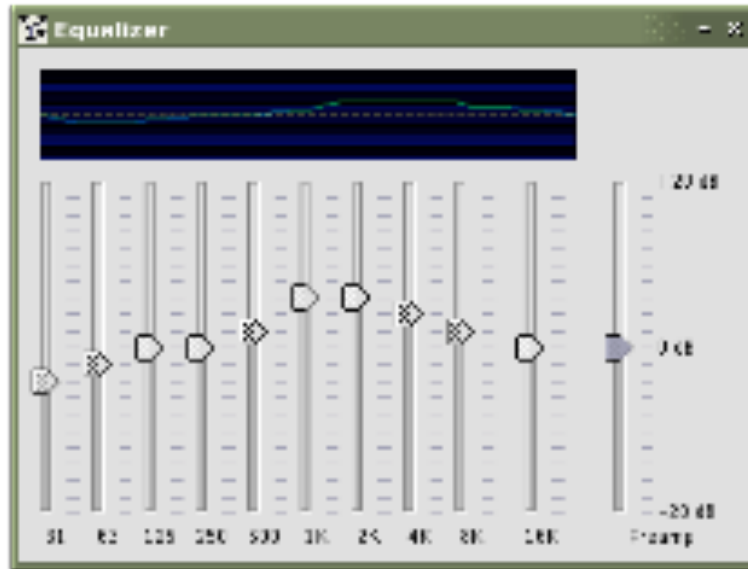 Equalizer
+20 dB
0 dB
-20 dB
31 62 125 250 500 1K 2K 4K 8K 16K Preamp